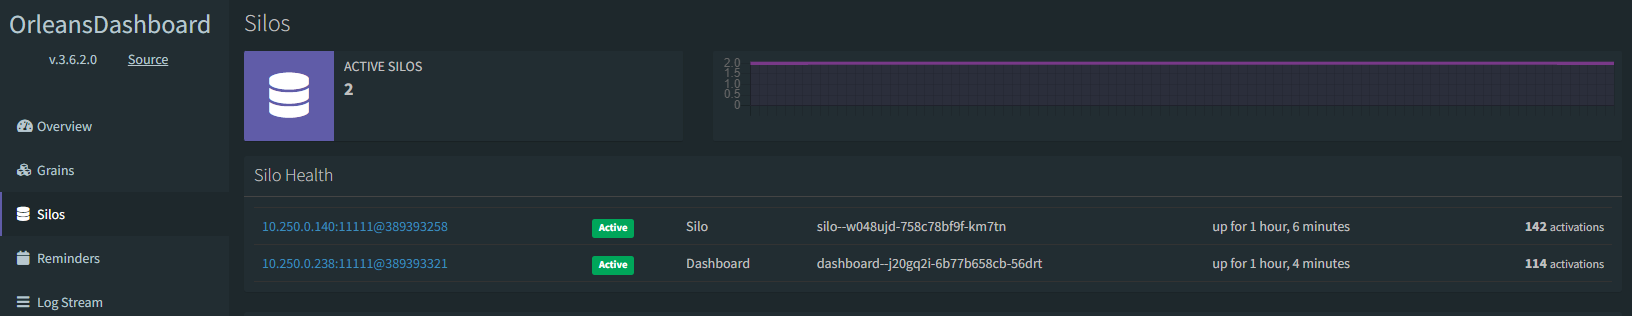 OrleansDashboard
v.3.6.2.0 Source
Overview
Grains
Silos
Reminders
Log Stream
Silos
ACTIVE SILOS
2
2.0
1.5
1.0
0.5
0
Silo Health
10.250.0.140:11111@389393258 Active Silo silo--w048ujd-758c78bf9f-km7tn up for 1 hour, 6 minutes 142 activations
10.250.0.238:11111@389393321 Active Dashboard dashboard--j20gq2i-6b77b658cb-56drt up for 1 hour, 4 minutes 114 activations